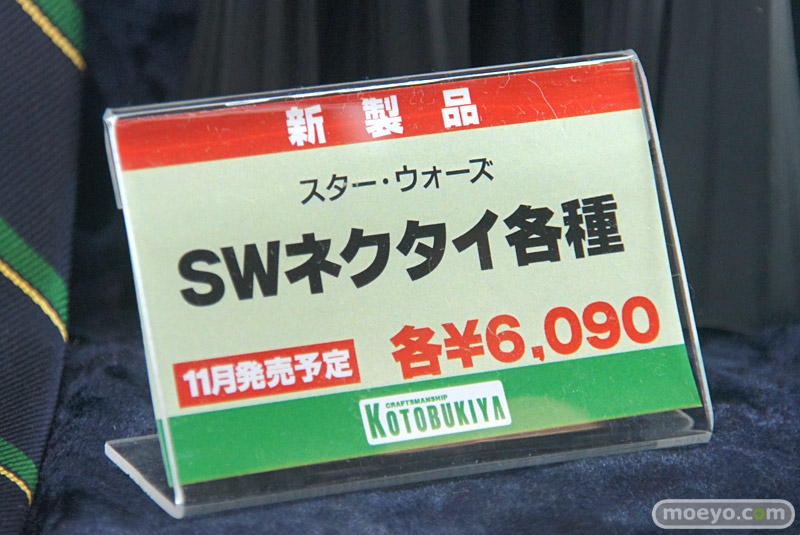 新製品
スター・ウォーズ
SWネクタイ各種
11月発売予定
各¥6,090
CRAFTSMANSHIP
KOTOBUKIYA
moeyo.com